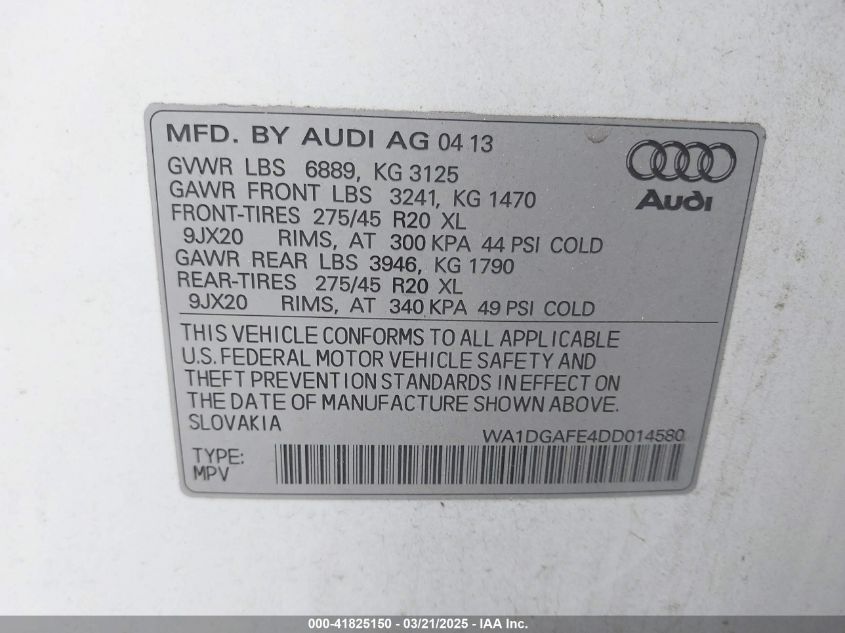 MFD. BY AUDI AG 04 13
GVWR LBS 6889, KG 3125
GAWR FRONT LBS 3241, KG 1470
FRONT-TIRES 275/45 R20 XL
9JX20 RIMS, AT 300 KPA 44 PSI COLD
GAWR REAR LBS 3946, KG 1790
REAR-TIRES 275/45 R20 XL
9JX20 RIMS, AT 340 KPA 49 PSI COLD
Audi
THIS VEHICLE CONFORMS TO ALL APPLICABLE
U.S. FEDERAL MOTOR VEHICLE SAFETY AND
THEFT PREVENTION STANDARDS IN EFFECT ON
THE DATE OF MANUFACTURE SHOWN ABOVE.
SLOVAKIA
WA1DGAFE4DD014580
TYPE:
MPV
000-41825150 — 03/21/2025 — IAA Inc.